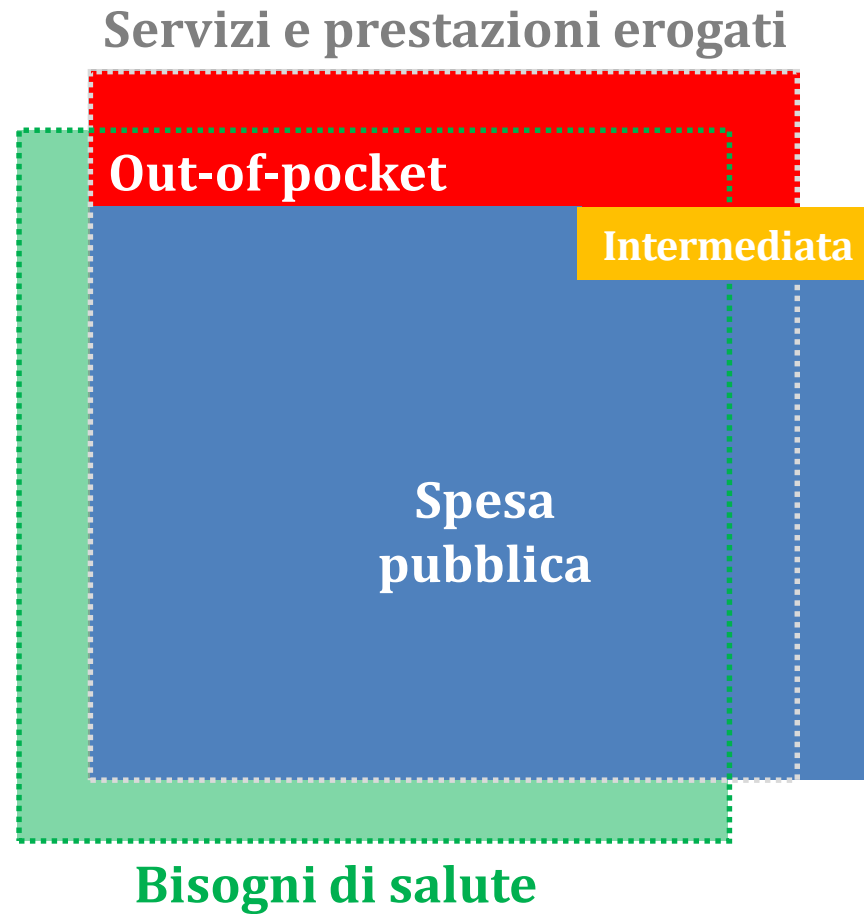 Servizi e prestazioni erogati
Out-of-pocket
Intermediata
Spesa
pubblica
Bisogni di salute